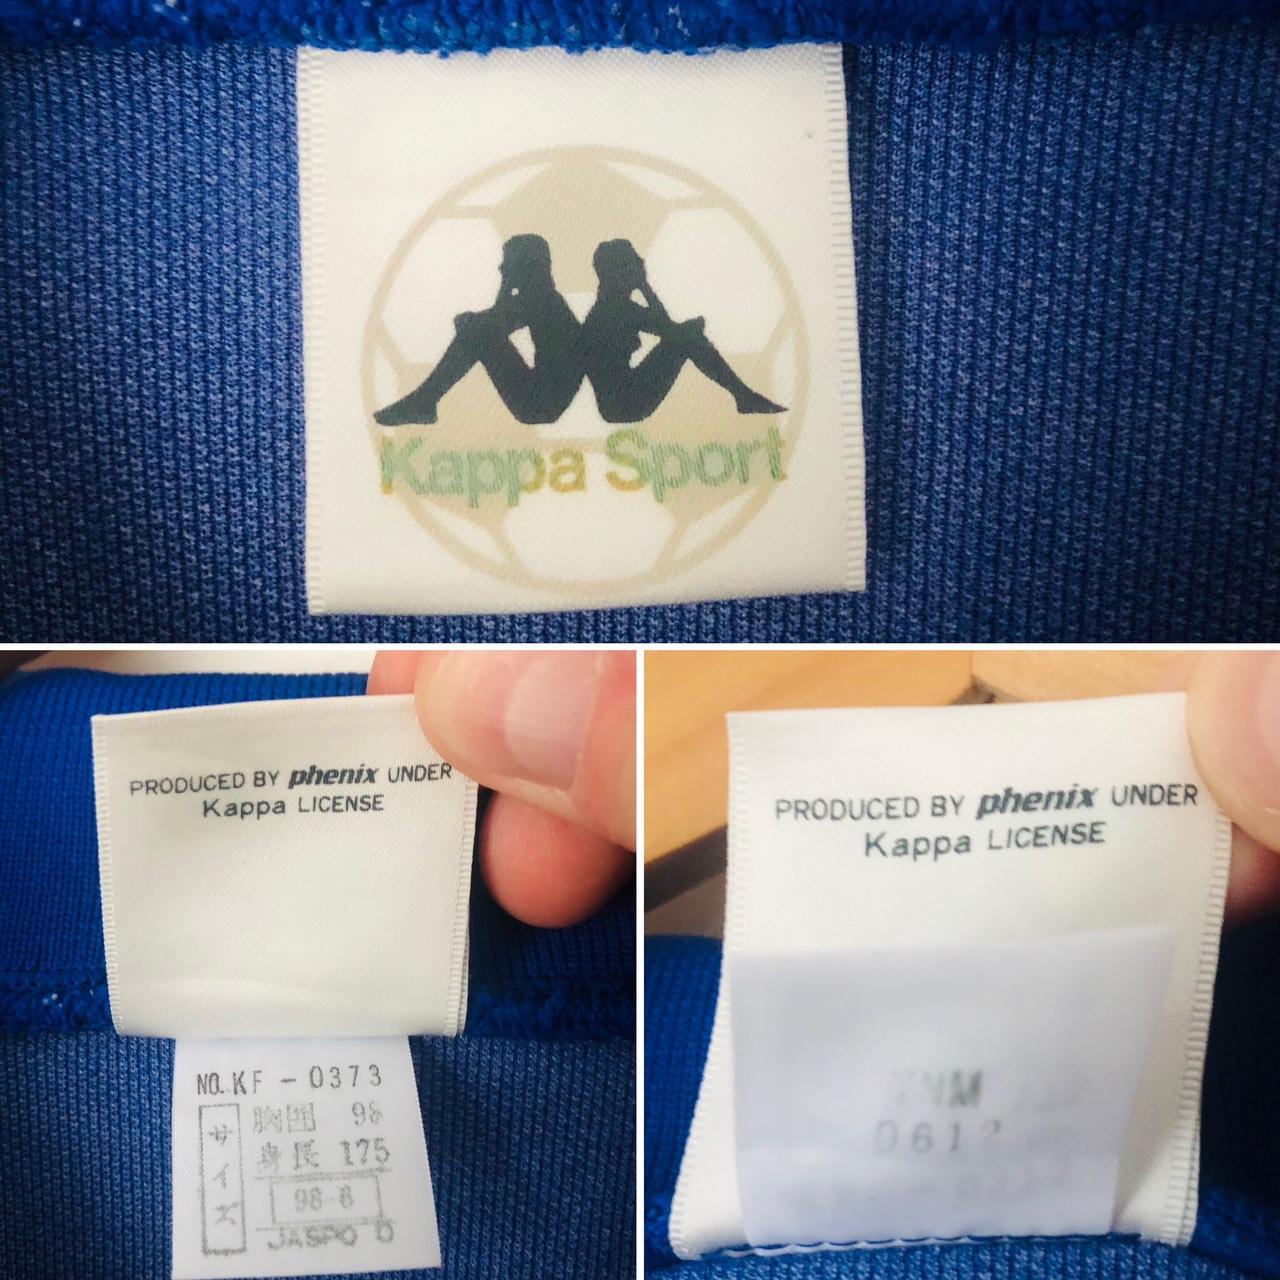 Kappa Sport
PRODUCED BY phenix UNDER
Kappa LICENSE
NO. KF - 0373
サイズ
胸囲 98
身長 175
98-6
JASPO O
PRODUCED BY phenix UNDER
Kappa LICENSE
0612